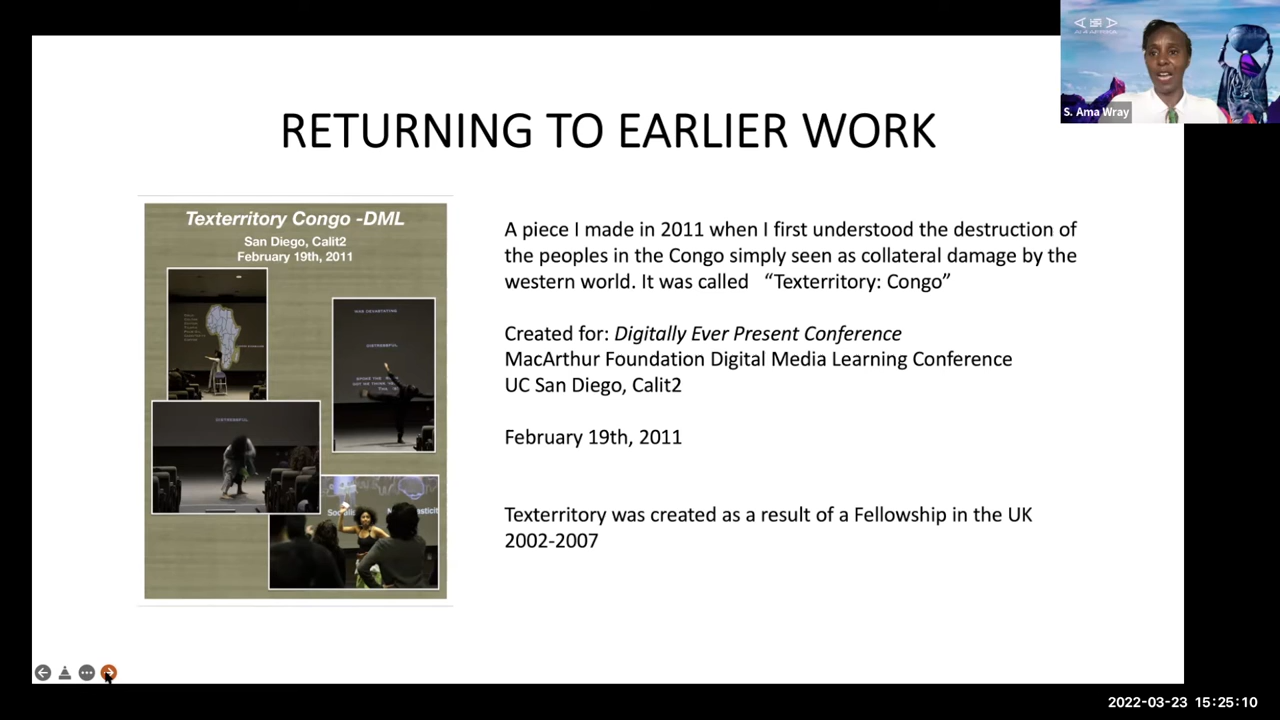 S. Ama Wray
RETURNING TO EARLIER WORK
Texterritory Congo -DML
San Diego, Calit2
February 19th, 2011
HAS DEVASTATING
DISTRESSFUL
DISTRESSFUL
A piece I made in 2011 when I first understood the destruction of
the peoples in the Congo simply seen as collateral damage by the
western world. It was called “Texterritory: Congo”
Created for: Digitally Ever Present Conference
MacArthur Foundation Digital Media Learning Conference
UC San Diego, Calit2
February 19th, 2011
Texterritory was created as a result of a Fellowship in the UK
2002-2007
2022-03-23 15:25:10